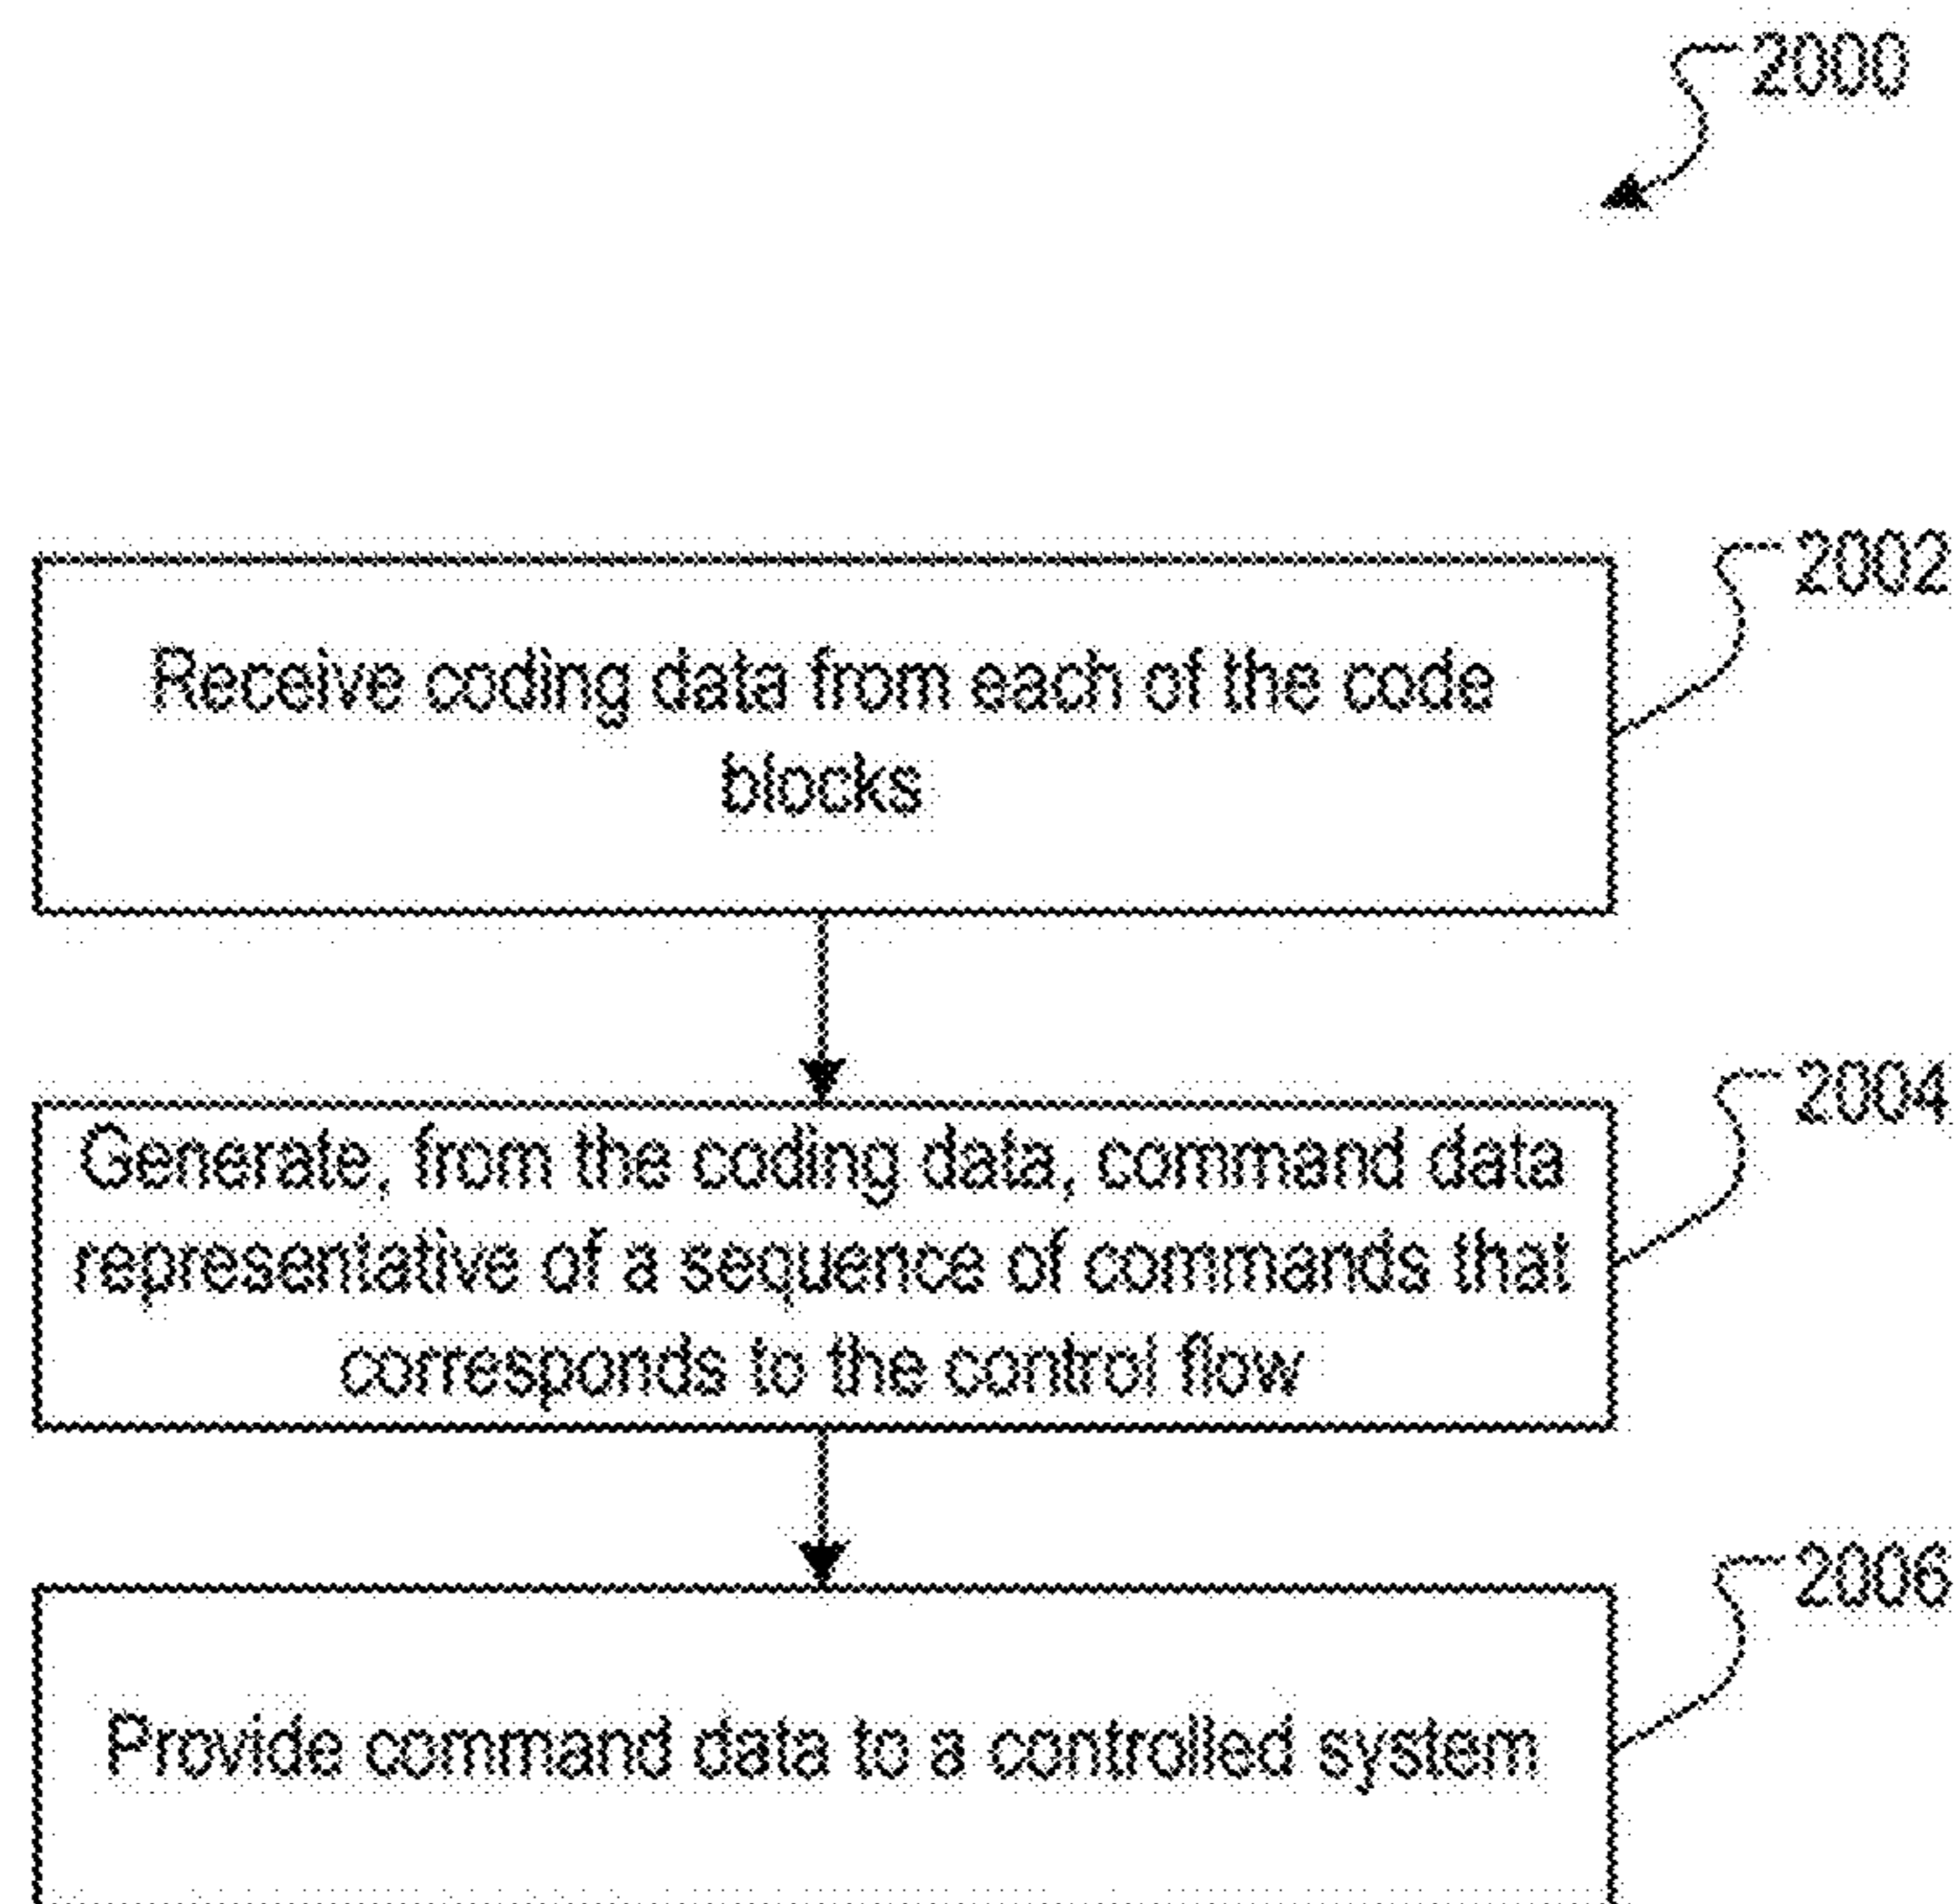 2000
2002
Receive coding data from each of the code
blocks
2004
Generate, from the coding data, command data
representative of a sequence of commands that
corresponds to the control flow
2006
Provide command data to a controlled system